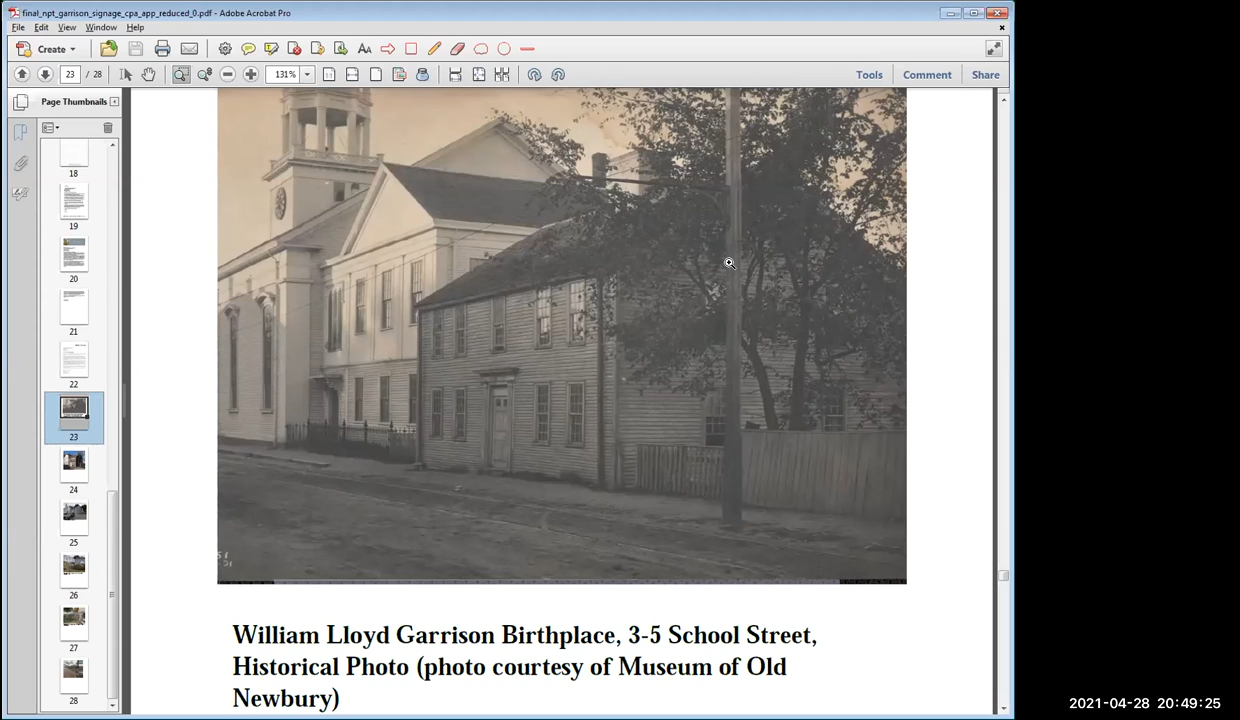 final_npt_garrison_signage_cpa_app_reduced_0.pdf - Adobe Acrobat Pro
File Edit View Window Help
Create
23 / 28 131% Tools Comment Share
Page Thumbnails
18
19
20
21
22
23
24
25
26
27
28
William Lloyd Garrison Birthplace, 3-5 School Street,
Historical Photo (photo courtesy of Museum of Old
Newbury)
2021-04-28 20:49:25